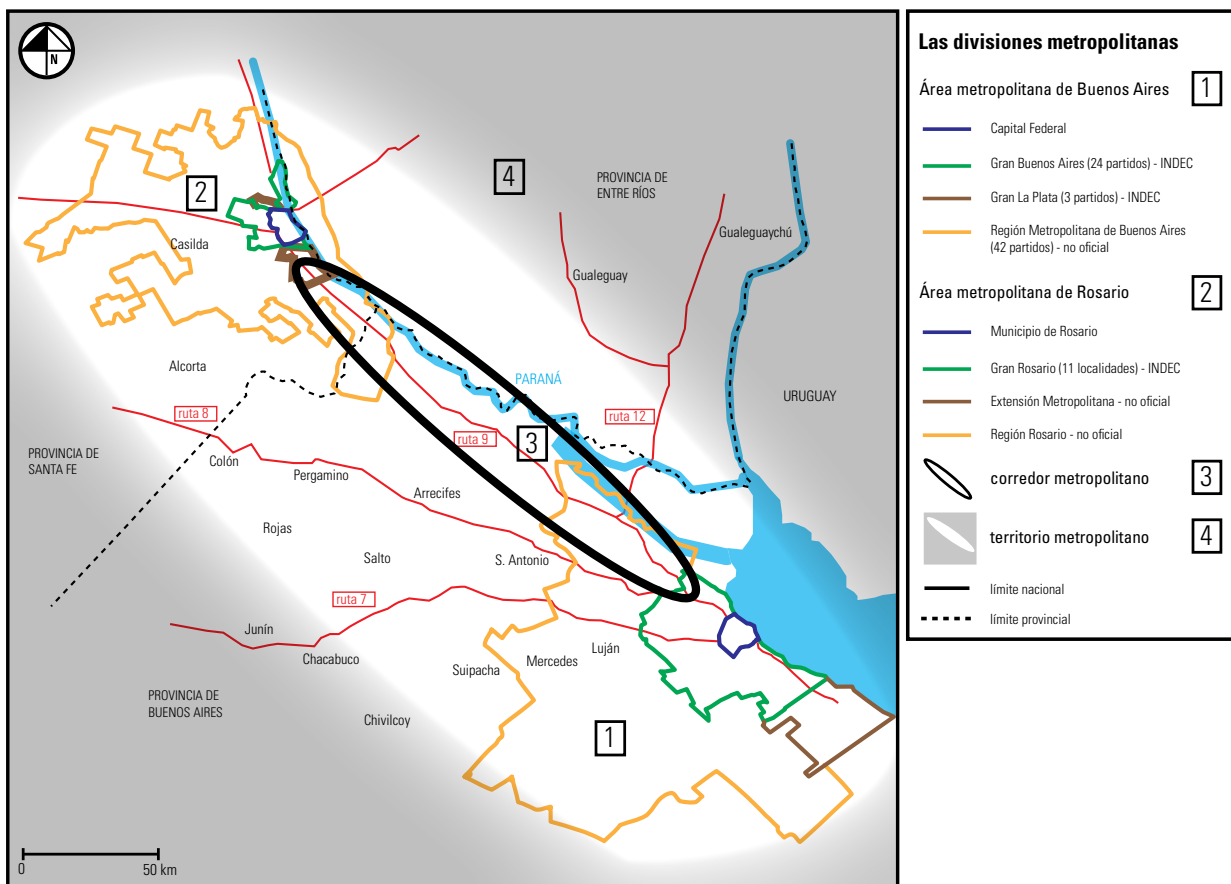 N
4
PROVINCIA DE
ENTRE RÍOS
2
Gualeguaychú
Casilda
Gualeguay
Alcorta
PARANÁ
URUGUAY
ruta 8
ruta 12
ruta 9
3
PROVINCIA DE
SANTA FE
Colón
Pergamino
Arrecifes
Rojas
Salto
S. Antonio
ruta 7
Junín
Chacabuco
Luján
Mercedes
Suipacha
PROVINCIA DE
BUENOS AIRES
Chivilcoy
1
0
50 km
Las divisiones metropolitanas
Área metropolitana de Buenos Aires 1
Capital Federal
Gran Buenos Aires (24 partidos) - INDEC
Gran La Plata (3 partidos) - INDEC
Región Metropolitana de Buenos Aires
(42 partidos) - no oficial
Área metropolitana de Rosario 2
Municipio de Rosario
Gran Rosario (11 localidades) - INDEC
Extensión Metropolitana - no oficial
Región Rosario - no oficial
corredor metropolitano 3
territorio metropolitano 4
límite nacional
límite provincial